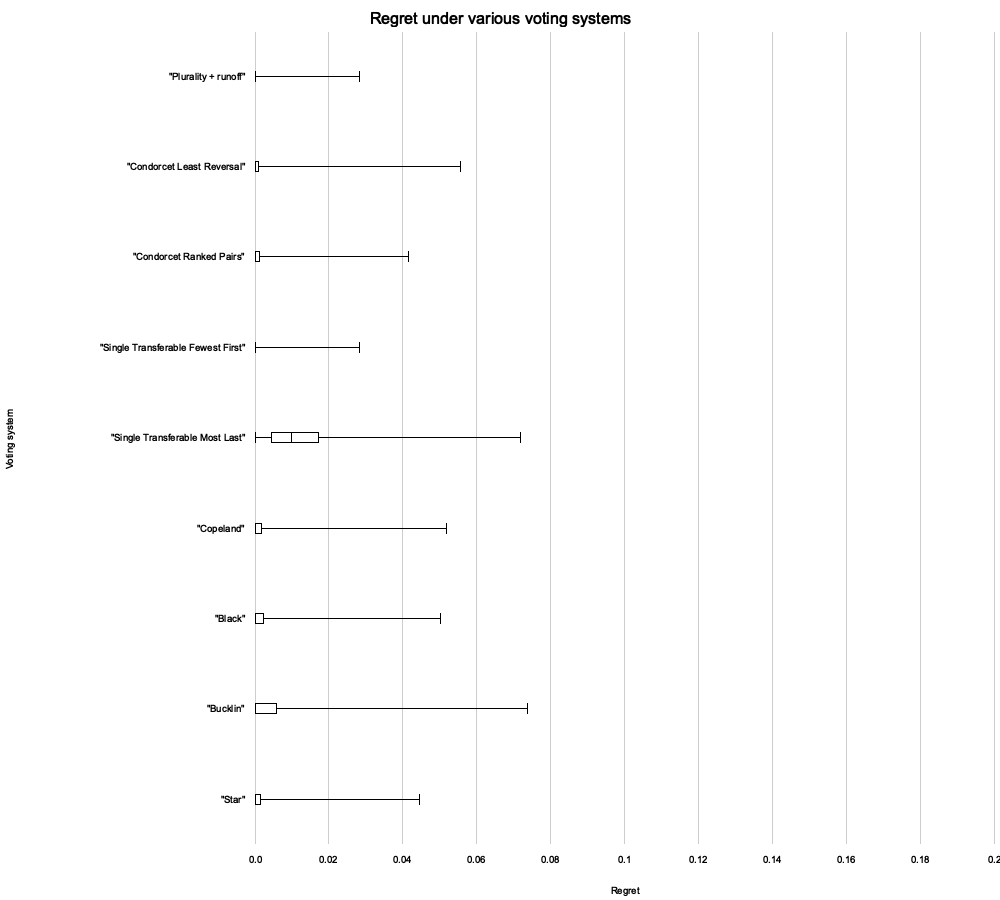 Regret under various voting systems
"Plurality + runoff"
"Condorcet Least Reversal"
"Condorcet Ranked Pairs"
"Single Transferable Fewest First"
"Single Transferable Most Last"
"Copeland"
"Black"
"Bucklin"
"Star"
Voting system
0.0 0.02 0.04 0.06 0.08 0.1 0.12 0.14 0.16 0.18 0.2
Regret